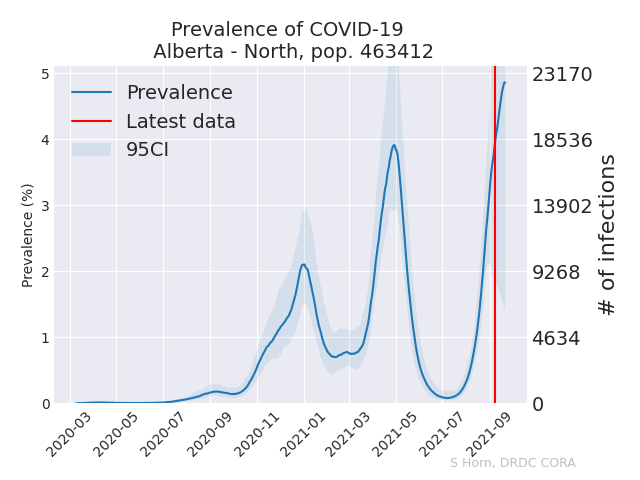 Prevalence of COVID-19
Alberta - North, pop. 463412
Prevalence
Latest data
95CI
5
4
3
2
1
0
Prevalence (%)
23170
18536
13902
9268
4634
0
# of infections
2020-03
2020-05
2020-07
2020-09
2020-11
2021-01
2021-03
2021-05
2021-07
2021-09
S Horn, DRDC CORA